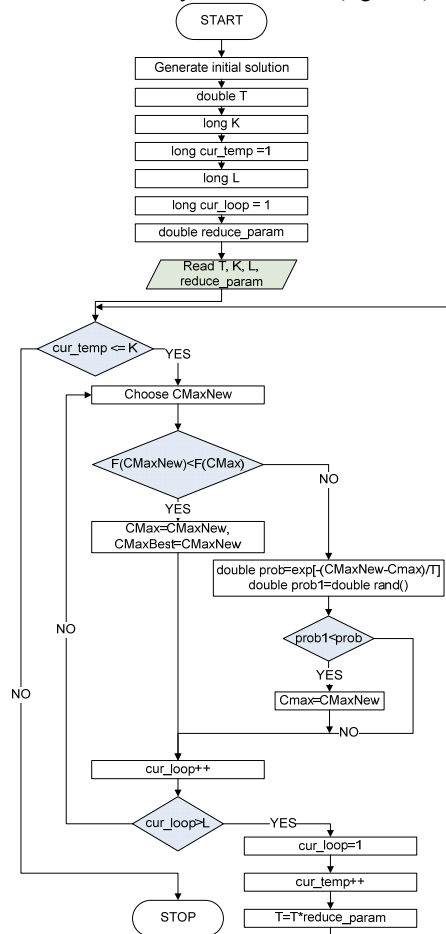 START
Generate initial solution
double T
long K
long cur_temp =1
long L
long cur_loop = 1
double reduce_param
Read T, K, L,
reduce_param
cur_temp <= K
YES
Choose CMaxNew
F(CMaxNew)<F(CMax)
NO
YES
CMax=CMaxNew,
CMaxBest=CMaxNew
double prob=exp[-(CMaxNew-Cmax)/T]
double prob1=double rand()
NO
prob1<prob
YES
NO
Cmax=CMaxNew
NO
cur_loop++
cur_loop>L
YES
cur_loop=1
cur_temp++
STOP
T=T*reduce_param